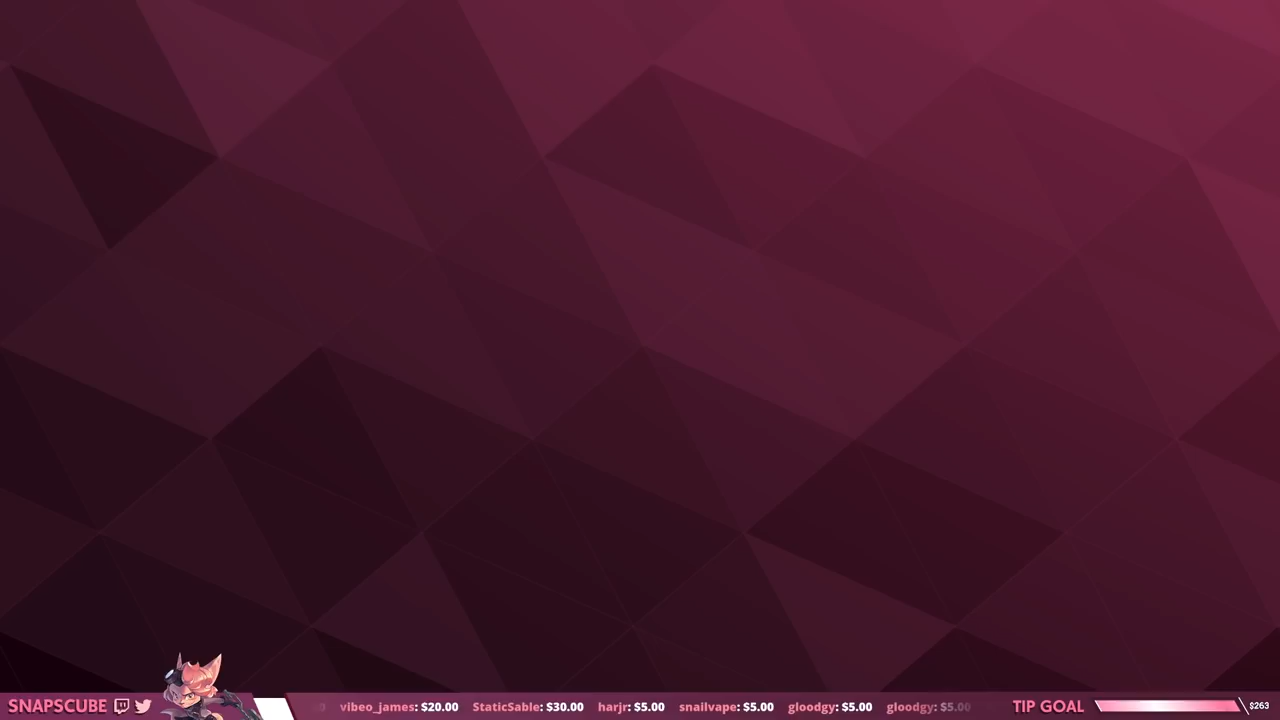 SNAPSCUBE
vibeo_james: $20.00 StaticSable: $30.00 harjr: $5.00 snailvape: $5.00 gloodgy: $5.00 gloodgy: $5.00
TIP GOAL
$263